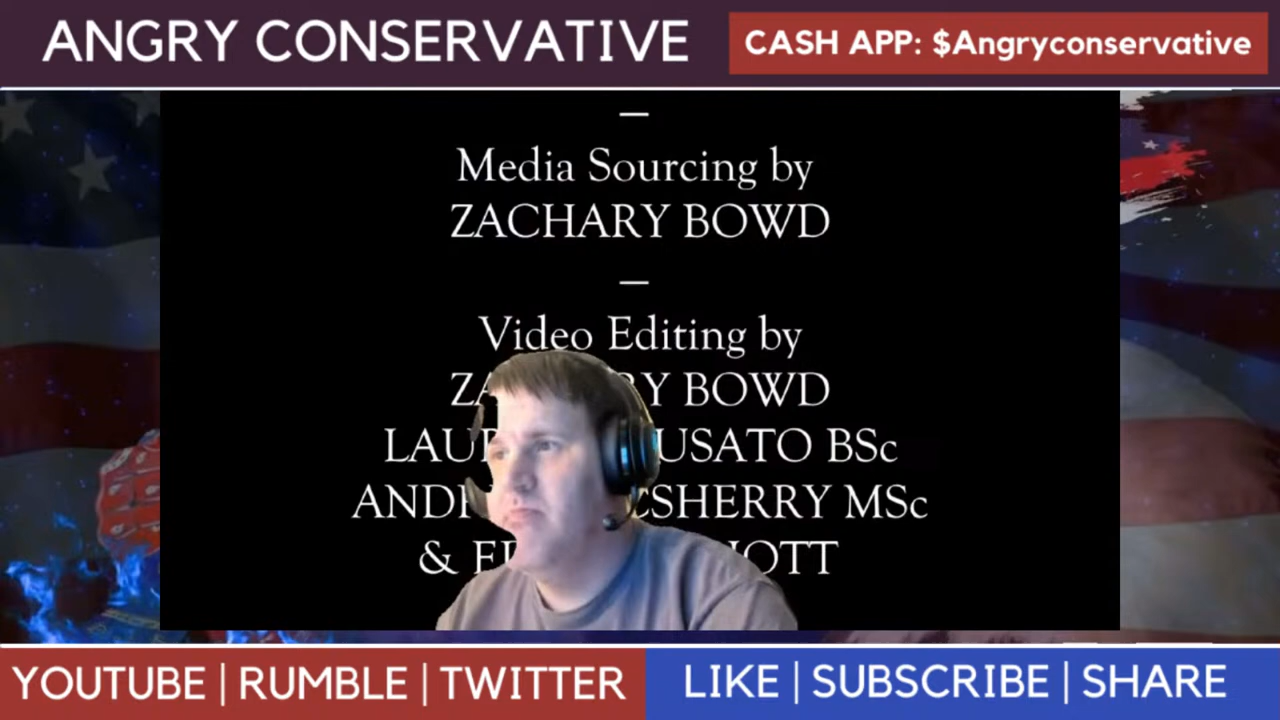 ANGRY CONSERVATIVE
CASH APP: $Angryconservative
Media Sourcing by
ZACHARY BOWD
Video Editing by
BOWD
BSc
MSc
&
YOUTUBE | RUMBLE | TWITTER
LIKE | SUBSCRIBE | SHARE